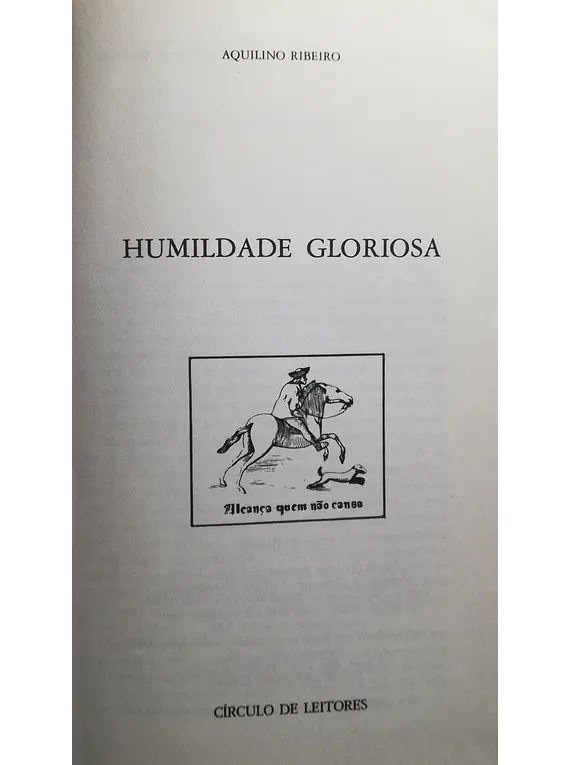 AQUILINO RIBEIRO
HUMILDADE GLORIOSA
Alcança quem não cansa
CÍRCULO DE LEITORES